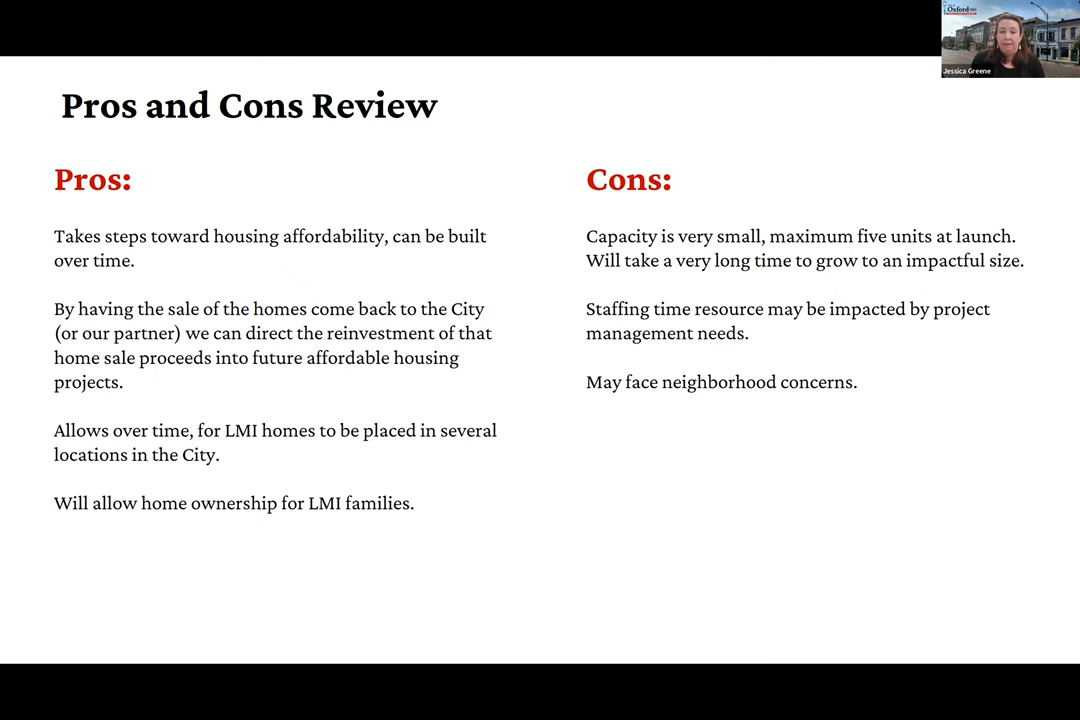 Oxford
Jessica Greene
Pros and Cons Review
Pros:
Takes steps toward housing affordability, can be built
over time.
By having the sale of the homes come back to the City
(or our partner) we can direct the reinvestment of that
home sale proceeds into future affordable housing
projects.
Allows over time, for LMI homes to be placed in several
locations in the City.
Will allow home ownership for LMI families.
Cons:
Capacity is very small, maximum five units at launch.
Will take a very long time to grow to an impactful size.
Staffing time resource may be impacted by project
management needs.
May face neighborhood concerns.